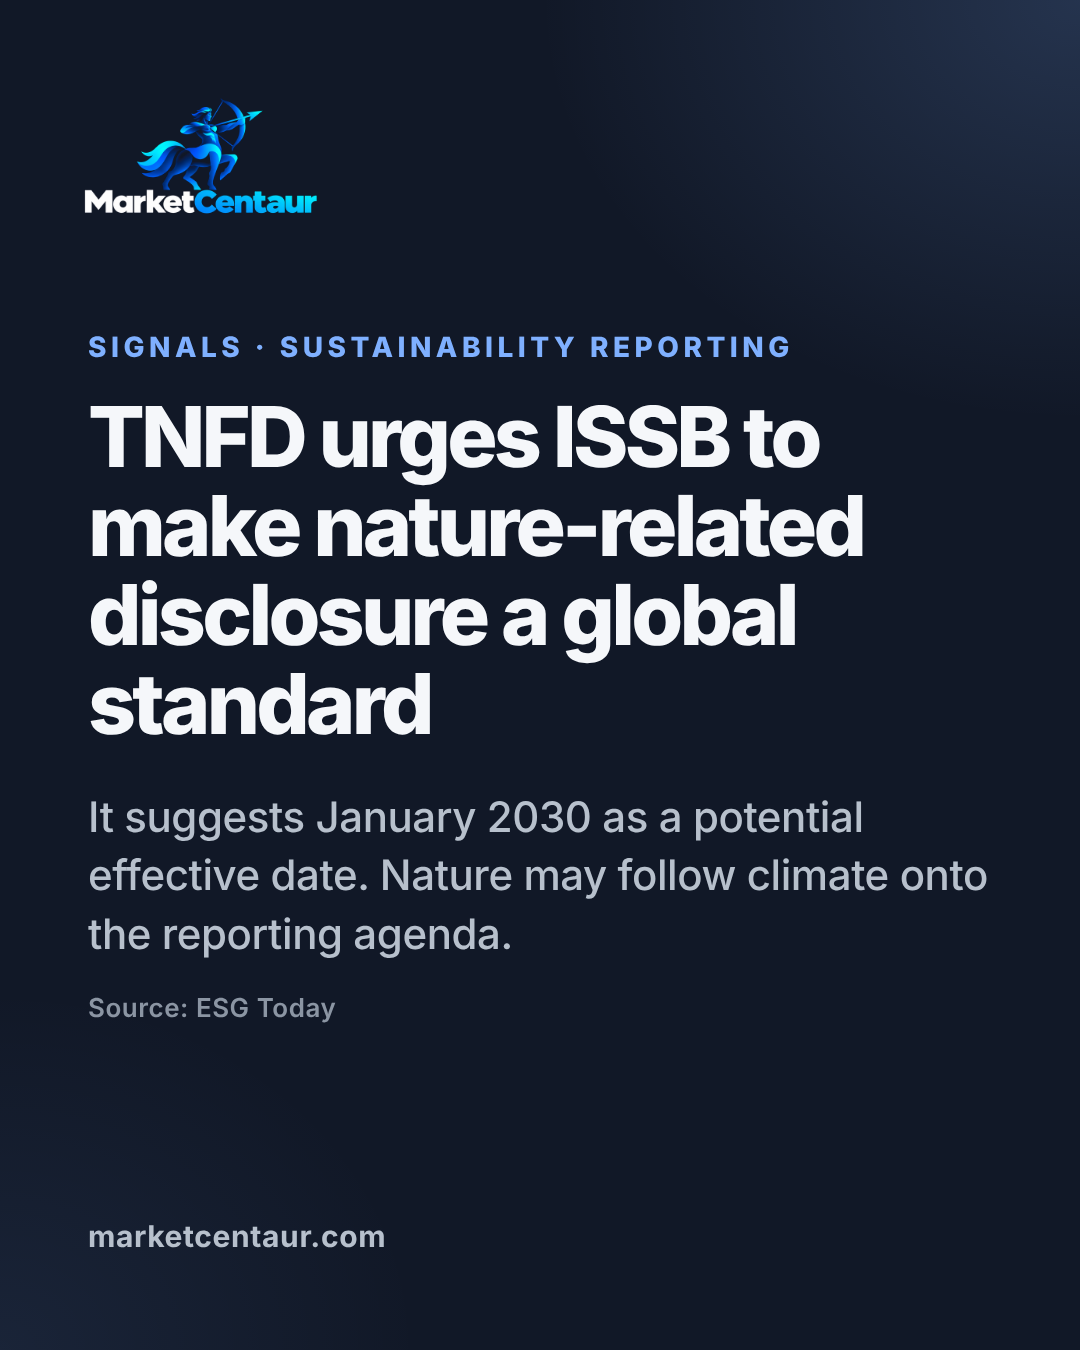 MarketCentaur
SIGNALS · SUSTAINABILITY REPORTING
TNFD urges ISSB to
make nature-related
disclosure a global
standard
It suggests January 2030 as a potential
effective date. Nature may follow climate onto
the reporting agenda.
Source: ESG Today
marketcentaur.com